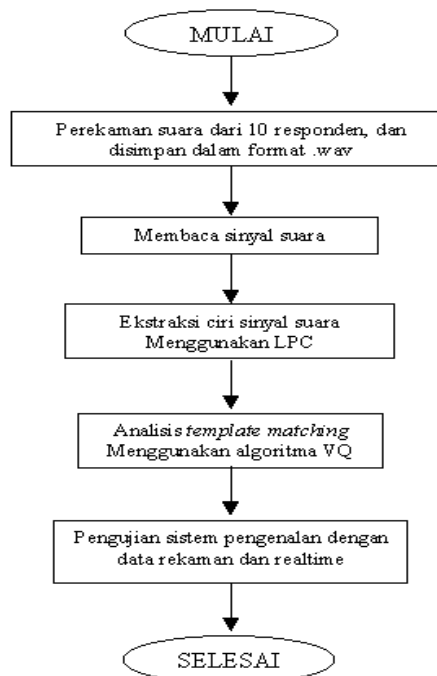 MULAI
Perekaman suara dari 10 responden, dan
disimpan dalam format .wav
Membaca sinyal suara
Ekstraksi ciri sinyal suara
Menggunakan LPC
Analisis template matching
Menggunakan algoritma VQ
Pengujian sistem pengenalan dengan
data rekaman dan realtime
SELESAI